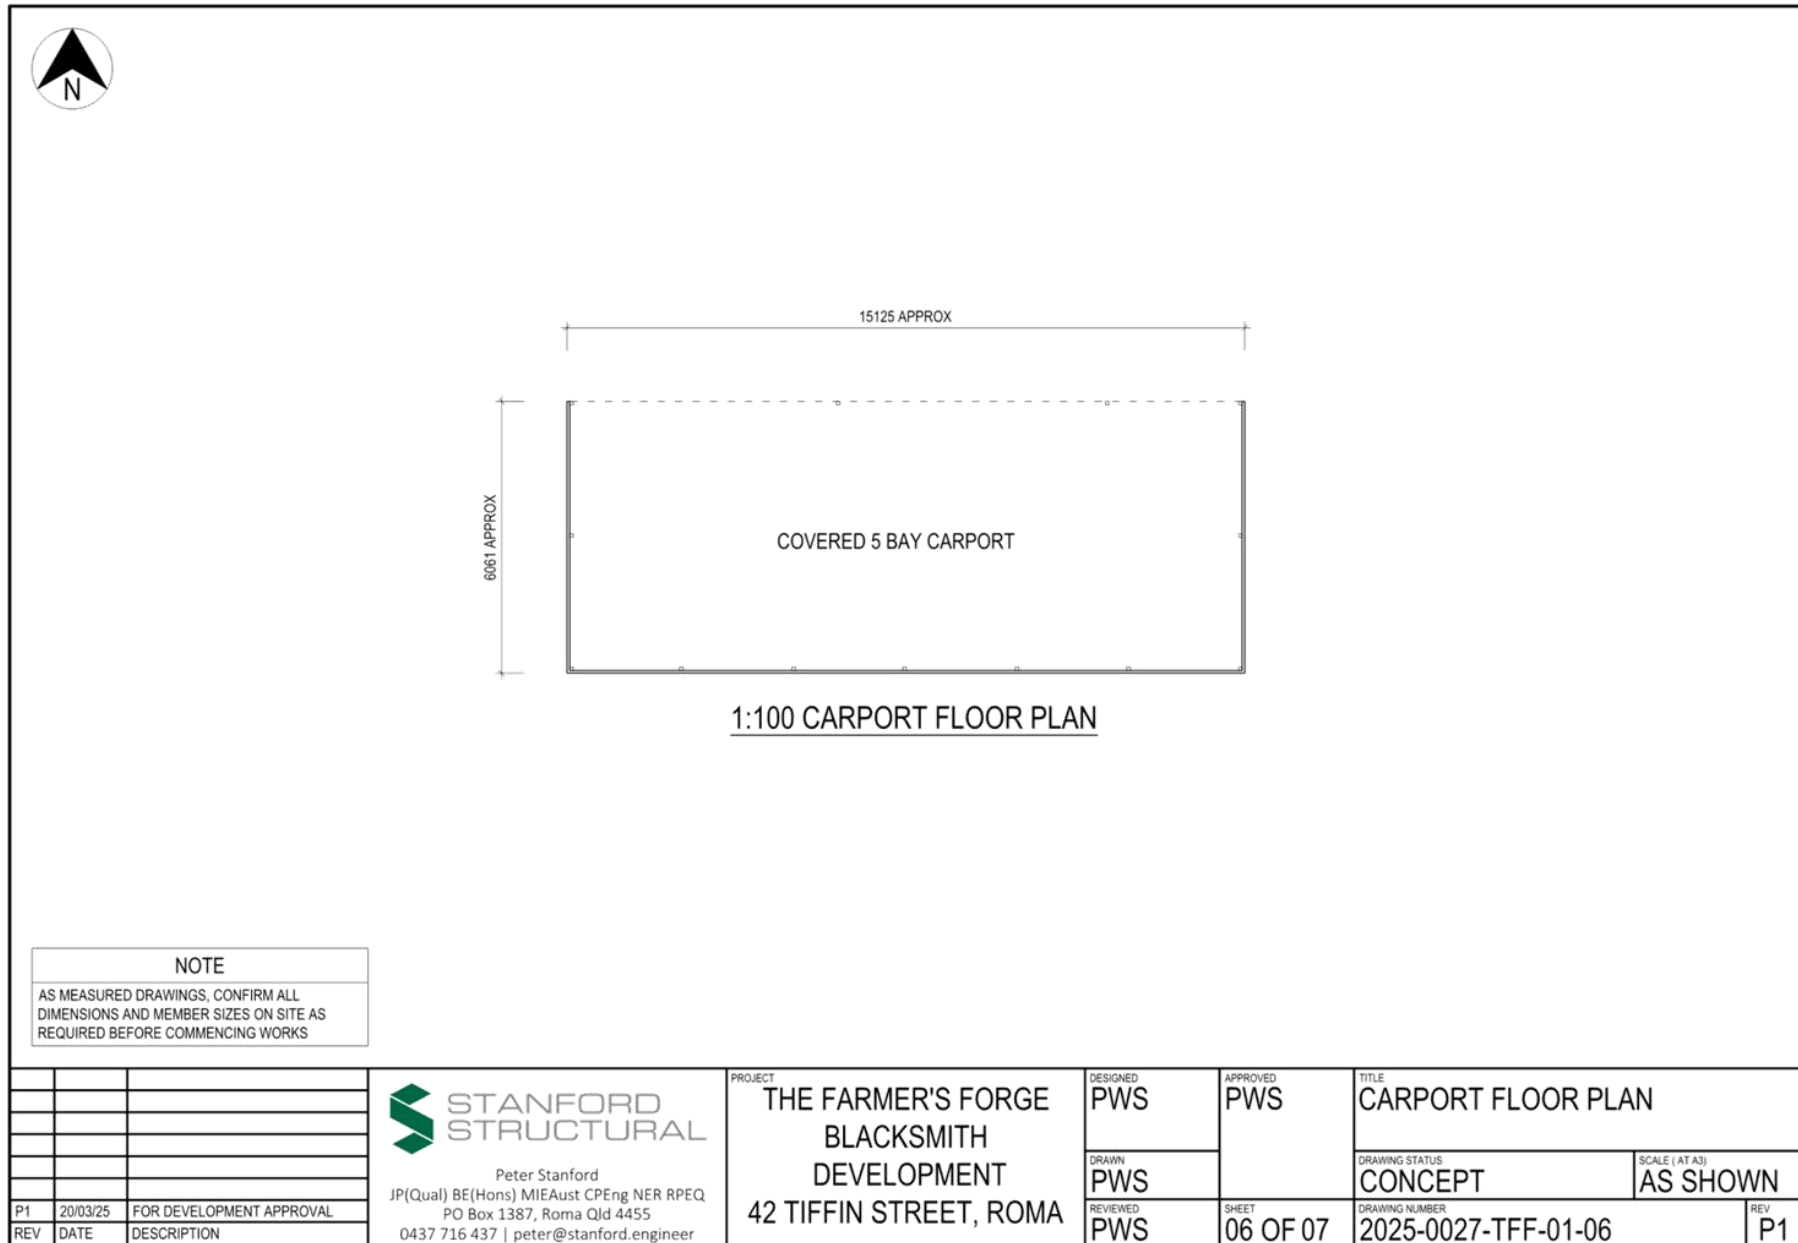 N
15125 APPROX
6061 APPROX
COVERED 5 BAY CARPORT
1:100 CARPORT FLOOR PLAN
NOTE
AS MEASURED DRAWINGS, CONFIRM ALL
DIMENSIONS AND MEMBER SIZES ON SITE AS
REQUIRED BEFORE COMMENCING WORKS
P1 20/03/25 FOR DEVELOPMENT APPROVAL
REV DATE DESCRIPTION
STANFORD
STRUCTURAL
Peter Stanford
JP(Qual) BE(Hons) MIEAust CPEng NER RPEQ
PO Box 1387, Roma Qld 4455
0437 716 437 | peter@stanford.engineer
PROJECT
THE FARMER'S FORGE
BLACKSMITH
DEVELOPMENT
42 TIFFIN STREET, ROMA
DESIGNED
PWS
DRAWN
PWS
REVIEWED
PWS
APPROVED
PWS
SHEET
06 OF 07
TITLE
CARPORT FLOOR PLAN
DRAWING STATUS
CONCEPT
SCALE ( AT A3)
AS SHOWN
DRAWING NUMBER
2025-0027-TFF-01-06
REV
P1